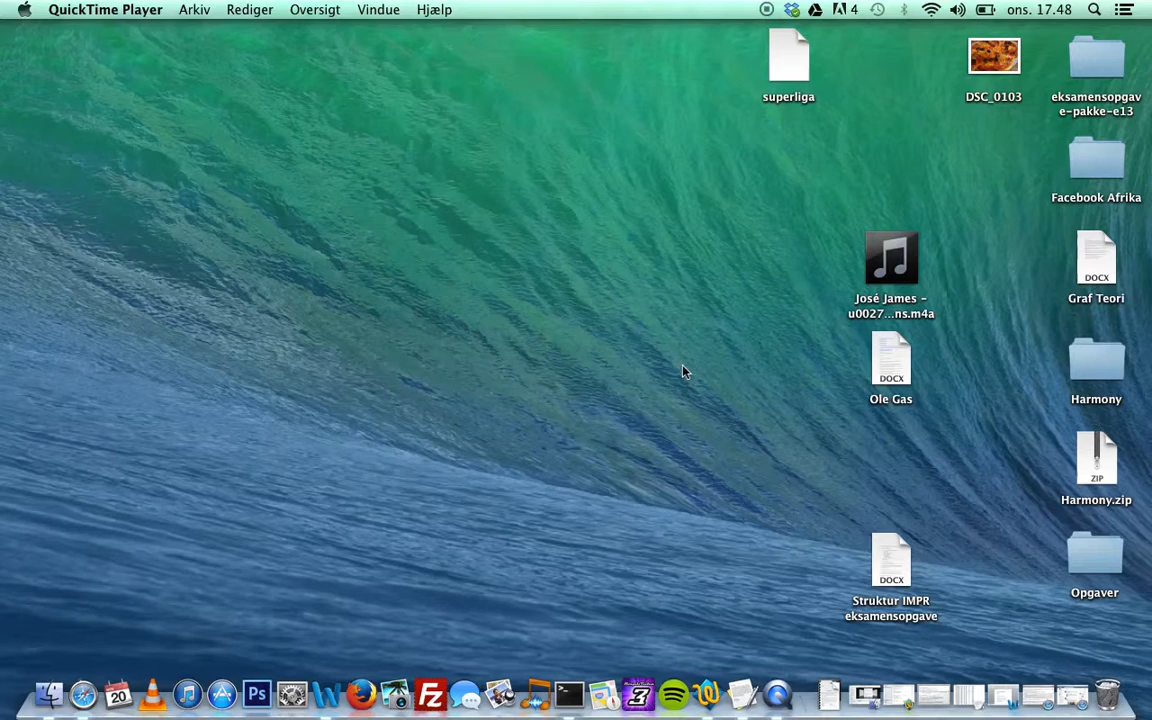 QuickTime Player Arkiv Rediger Oversigt Vindue Hjælp 4 ons. 17.48
superliga
DSC_0103
eksamensopgav
e-pakke-e13
Facebook Afrika
José James -
u0027...ns.m4a
DOCX
Graf Teori
DOCX
Ole Gas
Harmony
ZIP
Harmony.zip
DOCX
Struktur IMPR
eksamensopgave
Opgaver
20
Ps
Fz